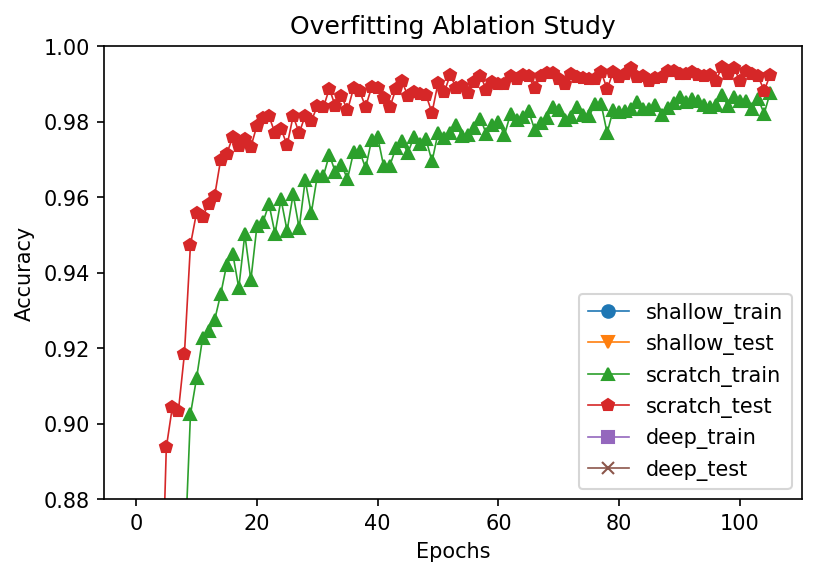 Overfitting Ablation Study
1.00
0.98
0.96
0.94
0.92
0.90
0.88
Accuracy
0 20 40 60 80 100
Epochs
shallow_train
shallow_test
scratch_train
scratch_test
deep_train
deep_test